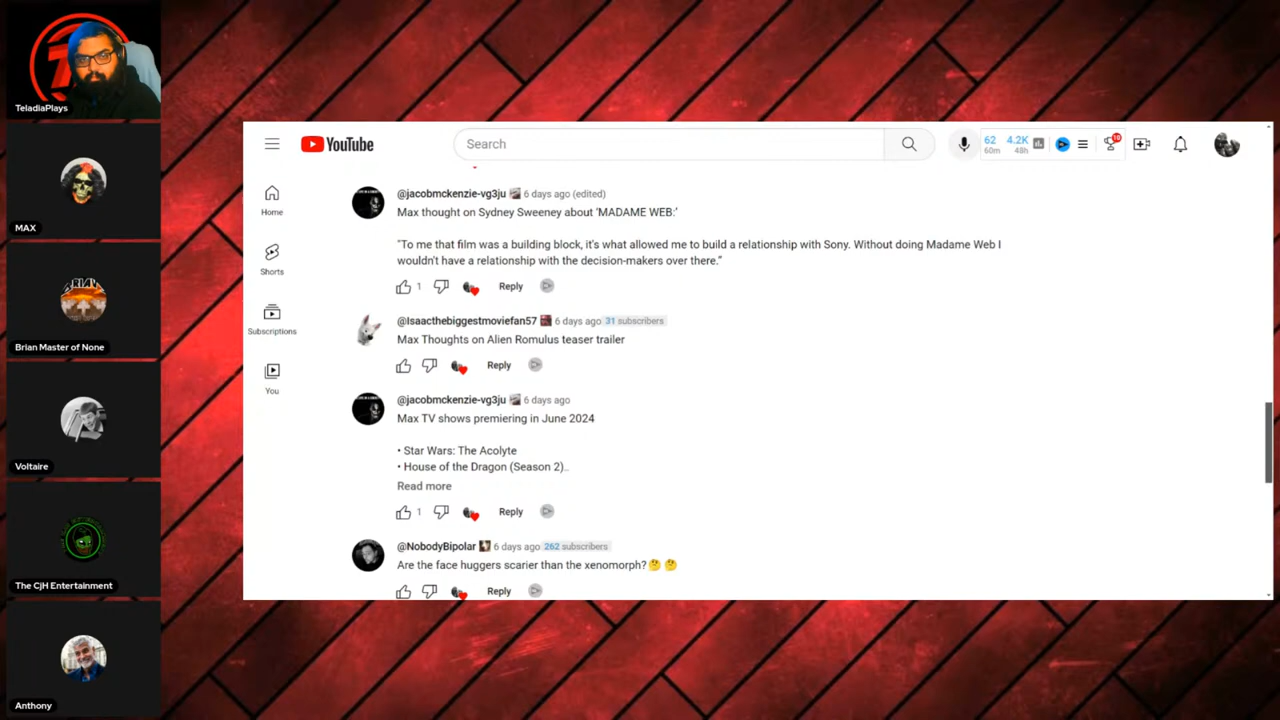 TeladiaPlays
MAX
BRIAN
Brian Master of None
Voltaire
The CjH Entertainment
Anthony
YouTube
Search
62 4.2K
60m 48h
10
Home
Shorts
Subscriptions
You
@jacobmckenzie-vg3ju 6 days ago (edited)
Max thought on Sydney Sweeney about 'MADAME WEB:'
"To me that film was a building block, it's what allowed me to build a relationship with Sony. Without doing Madame Web I
wouldn't have a relationship with the decision-makers over there."
1 Reply
@Isaacthebiggestmoviefan57 6 days ago 31 subscribers
Max Thoughts on Alien Romulus teaser trailer
Reply
@jacobmckenzie-vg3ju 6 days ago
Max TV shows premiering in June 2024
• Star Wars: The Acolyte
• House of the Dragon (Season 2)..
Read more
1 Reply
@NobodyBipolar 6 days ago 262 subscribers
Are the face huggers scarier than the xenomorph?🤔 🤔
Reply